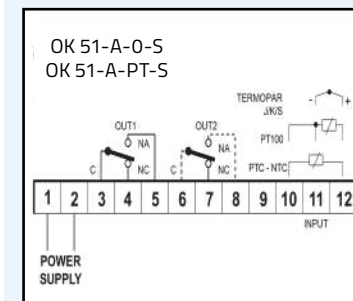 OK 51-A-0-S
OK 51-A-PT-S
TERMOPAR - +
J/K/S
OUT1 OUT2
NA NA PT100
C NC C NC PTC - NTC
1 2 3 4 5 6 7 8 9 10 11 12
INPUT
POWER
SUPPLY